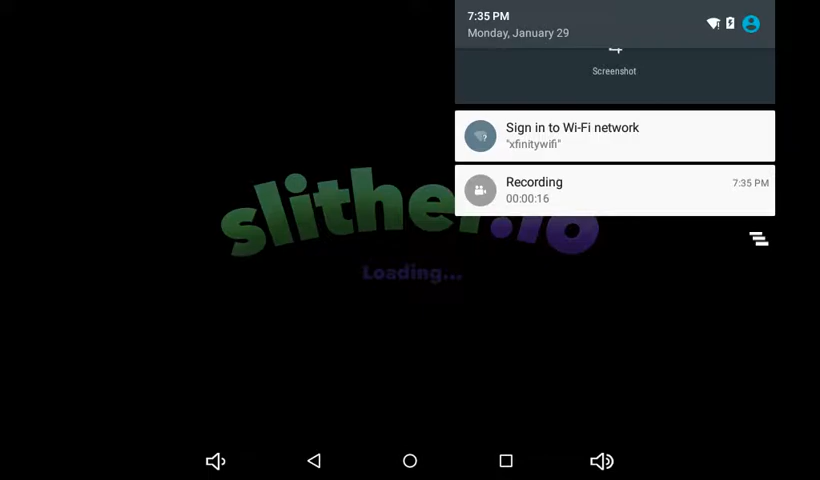 7:35 PM
Monday, January 29
Screenshot
Sign in to Wi-Fi network
"xfinitywifi"
Recording 7:35 PM
00:00:16
slither.io
Loading...